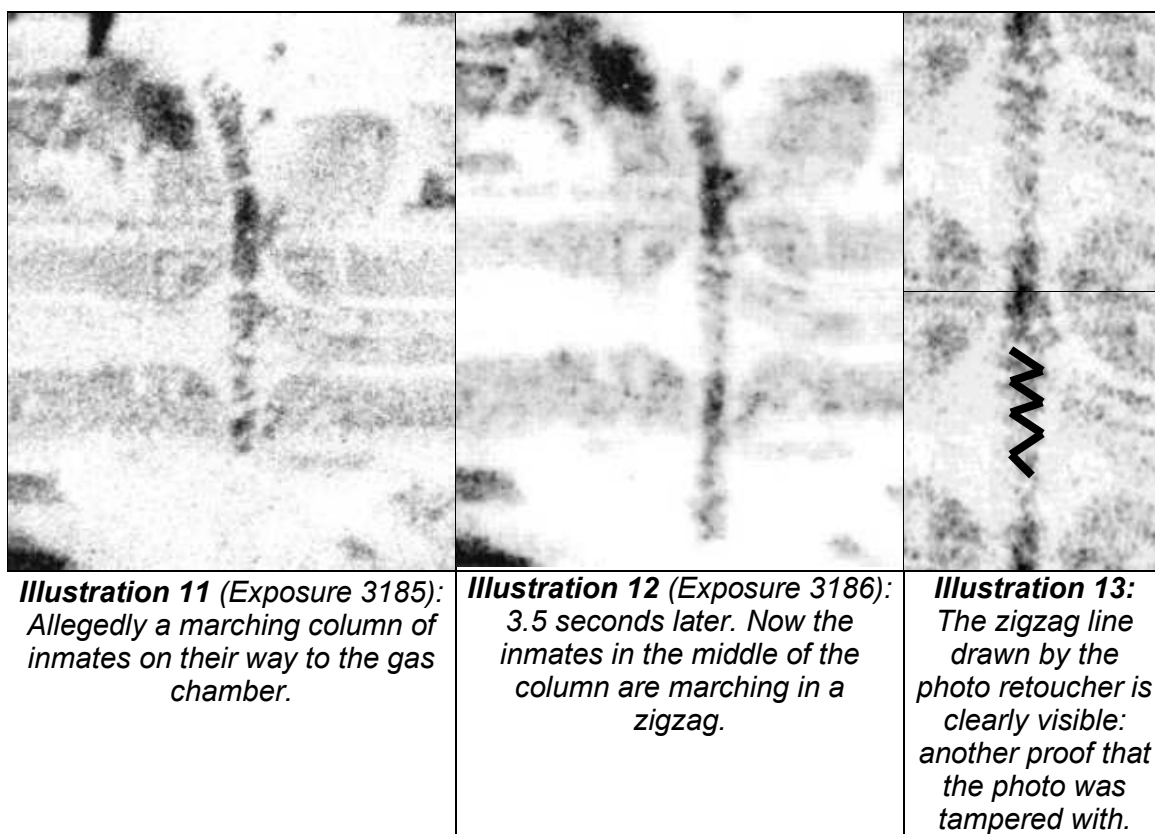 Illustration 11 (Exposure 3185):
Allegedly a marching column of
inmates on their way to the gas
chamber.
Illustration 12 (Exposure 3186):
3.5 seconds later. Now the
inmates in the middle of the
column are marching in a
zigzag.
Illustration 13:
The zigzag line
drawn by the
photo retoucher is
clearly visible:
another proof that
the photo was
tampered with.